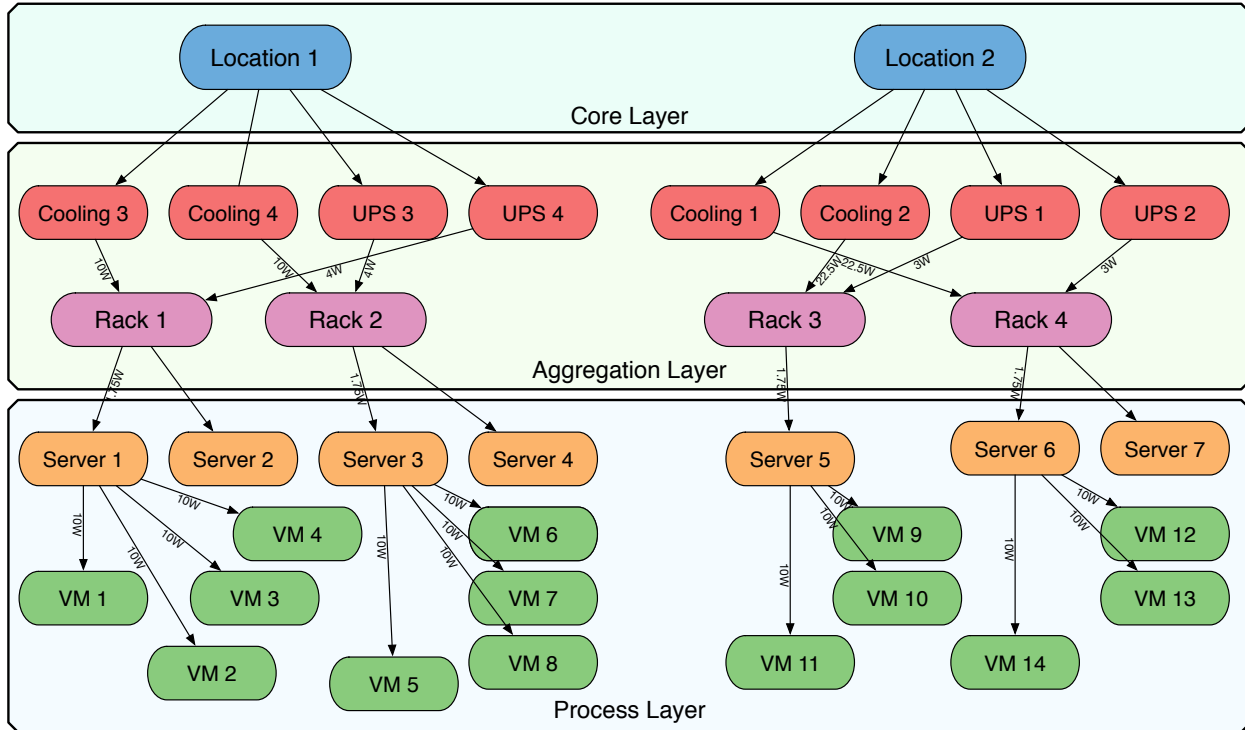 Location 1
Location 2
Core Layer
Cooling 3
Cooling 4
UPS 3
UPS 4
Cooling 1
Cooling 2
UPS 1
UPS 2
10W
10W
4W
4W
22.5W
22.5W
3W
3W
Rack 1
Rack 2
Rack 3
Rack 4
Aggregation Layer
1.75W
1.75W
1.75W
1.75W
Server 1
Server 2
Server 3
Server 4
Server 5
Server 6
Server 7
10W
10W
10W
10W
10W
10W
10W
10W
10W
10W
10W
10W
10W
10W
VM 4
VM 6
VM 9
VM 12
VM 1
VM 3
VM 7
VM 10
VM 13
VM 2
VM 5
VM 8
VM 11
VM 14
Process Layer